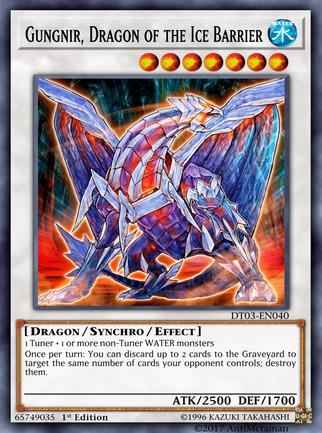 GUNGNIR, DRAGON OF THE ICE BARRIER
WATER
水
DT03-EN040
[DRAGON / SYNCHRO / EFFECT]
1 Tuner + 1 or more non-Tuner WATER monsters
Once per turn: You can discard up to 2 cards to the Graveyard to
target the same number of cards your opponent controls; destroy
them.
ATK/2500 DEF/1700
65749035 1st Edition ©1996 KAZUKI TAKAHASHI
©2017 AntiMetaman